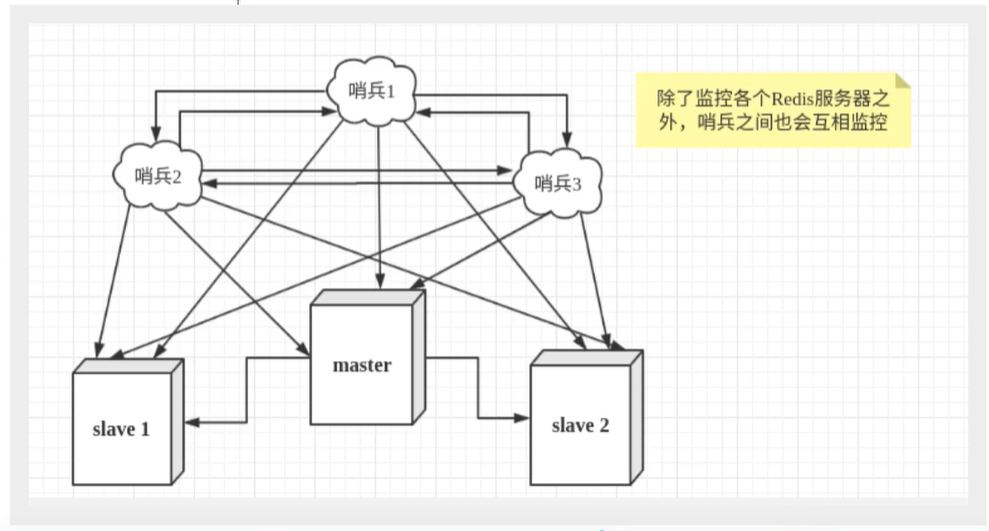 哨兵1
除了监控各个Redis服务器之
外，哨兵之间也会互相监控
哨兵2
哨兵3
master
slave 1
slave 2